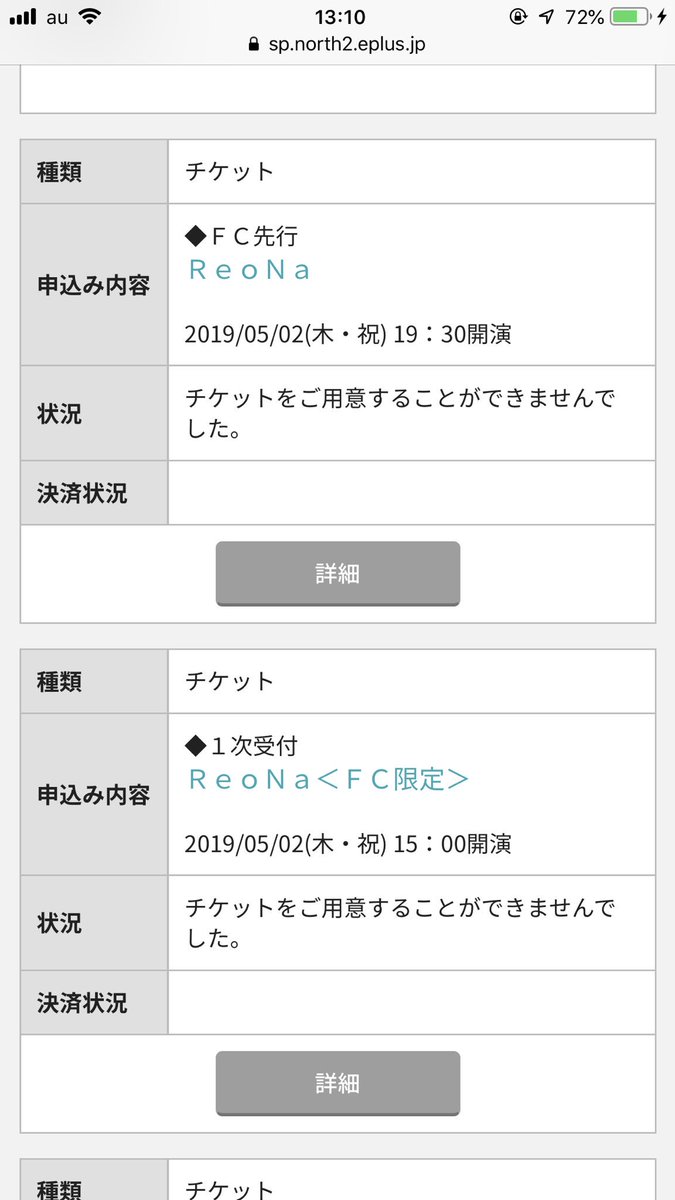 au 13:10 72%
sp.north2.eplus.jp
種類 チケット
申込み内容 ◆ＦＣ先行
ＲｅｏＮａ
2019/05/02(木・祝) 19：30開演
状況 チケットをご用意することができませんで
した。
決済状況
詳細
種類 チケット
申込み内容 ◆１次受付
ＲｅｏＮａ＜ＦＣ限定＞
2019/05/02(木・祝) 15：00開演
状況 チケットをご用意することができませんで
した。
決済状況
詳細
種類 チケット